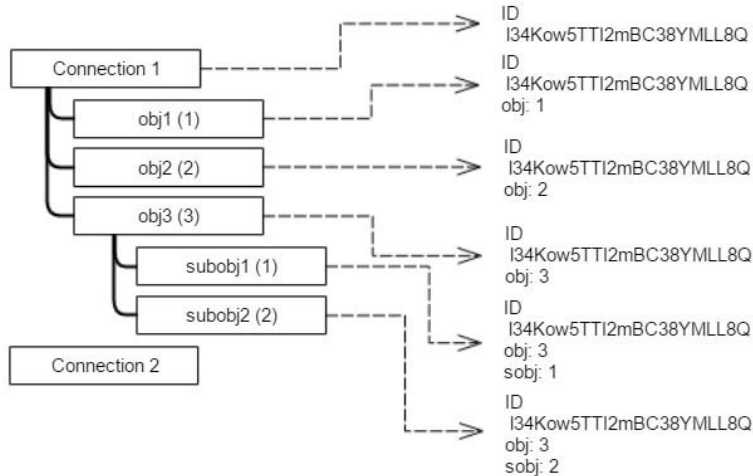 Connection 1
obj1 (1)
obj2 (2)
obj3 (3)
subobj1 (1)
subobj2 (2)
Connection 2
ID
I34Kow5TTI2mBC38YMLL8Q
ID
I34Kow5TTI2mBC38YMLL8Q
obj: 1
ID
I34Kow5TTI2mBC38YMLL8Q
obj: 2
ID
I34Kow5TTI2mBC38YMLL8Q
obj: 3
ID
I34Kow5TTI2mBC38YMLL8Q
obj: 3
sobj: 1
ID
I34Kow5TTI2mBC38YMLL8Q
obj: 3
sobj: 2